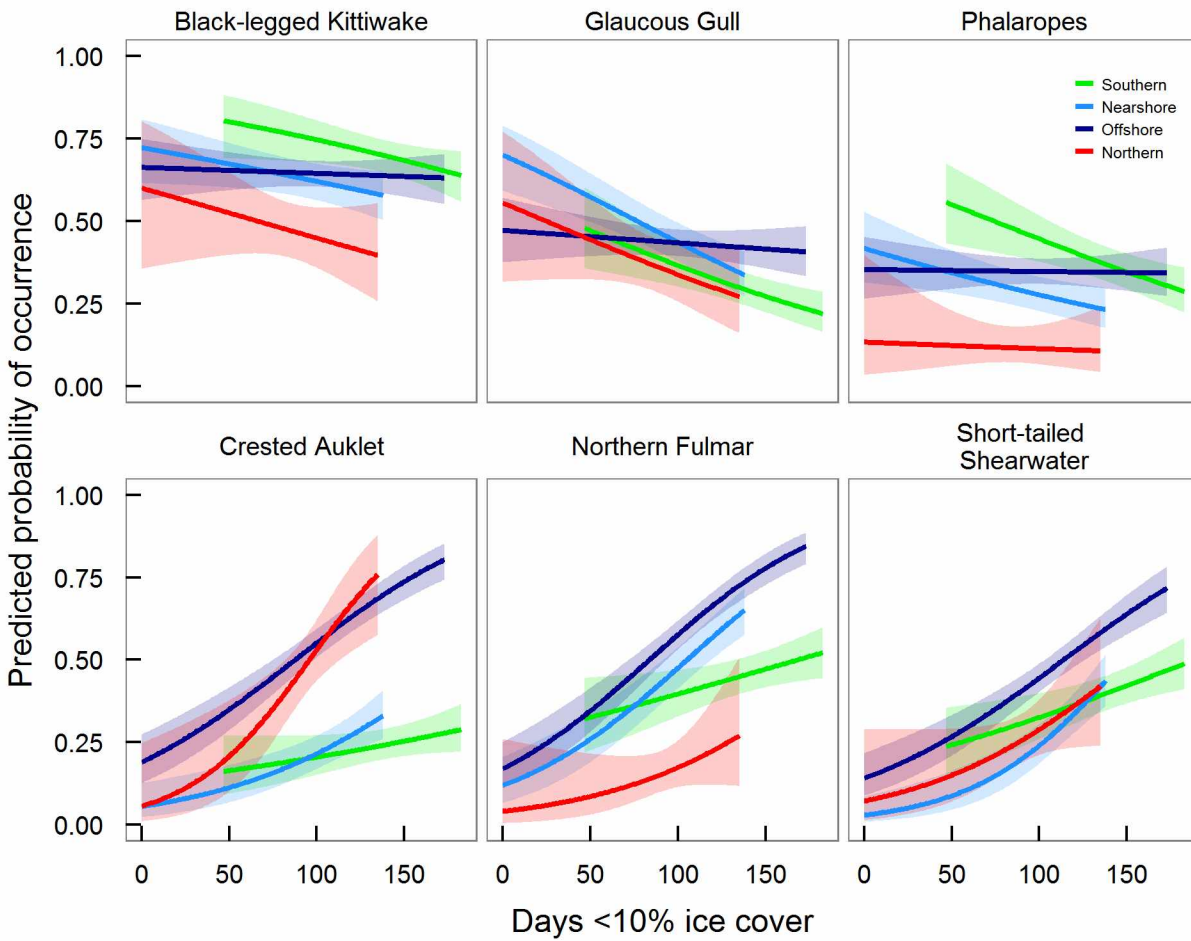 Black-legged Kittiwake
Glaucous Gull
Phalaropes
1.00
0.75
0.50
0.25
0.00
Southern
Nearshore
Offshore
Northern
Predicted probability of occurrence
Crested Auklet
Northern Fulmar
Short-tailed
Shearwater
1.00
0.75
0.50
0.25
0.00
0 50 100 150
0 50 100 150
0 50 100 150
Days <10% ice cover